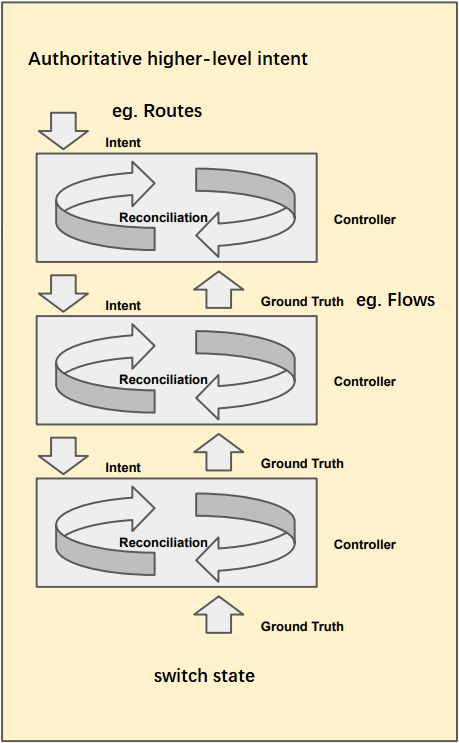 Authoritative higher-level intent
eg. Routes
Intent
Reconciliation
Controller
Intent
Ground Truth eg. Flows
Reconciliation
Controller
Intent
Ground Truth
Reconciliation
Controller
Ground Truth
switch state